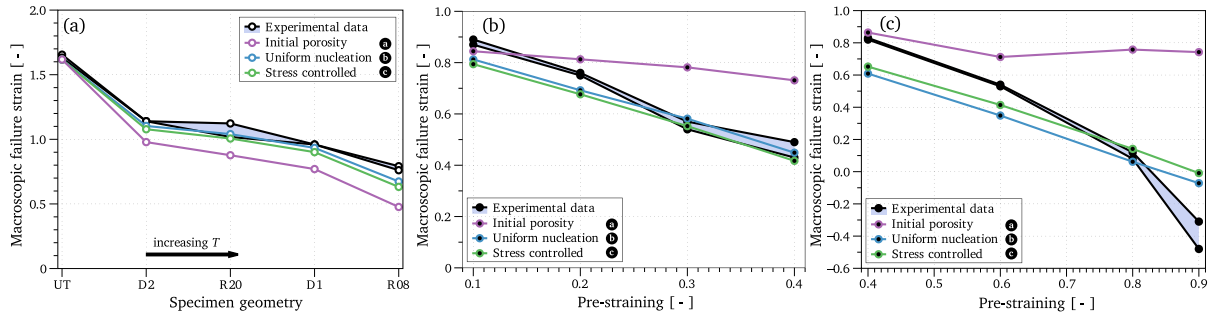 (a)
Macroscopic failure strain [ - ]
2.0
1.5
1.0
0.5
0
Experimental data
Initial porosity a
Uniform nucleation b
Stress controlled c
increasing T
UT D2 R20 D1 R08
Specimen geometry
(b)
Macroscopic failure strain [ - ]
1.0
0.8
0.6
0.4
0.2
0
Experimental data
Initial porosity a
Uniform nucleation b
Stress controlled c
0.1 0.2 0.3 0.4
Pre-straining [ - ]
(c)
Macroscopic failure strain [ - ]
1.0
0.8
0.6
0.4
0.2
0.0
−0.2
−0.4
−0.6
Experimental data
Initial porosity a
Uniform nucleation b
Stress controlled c
0.4 0.5 0.6 0.7 0.8 0.9
Pre-straining [ - ]